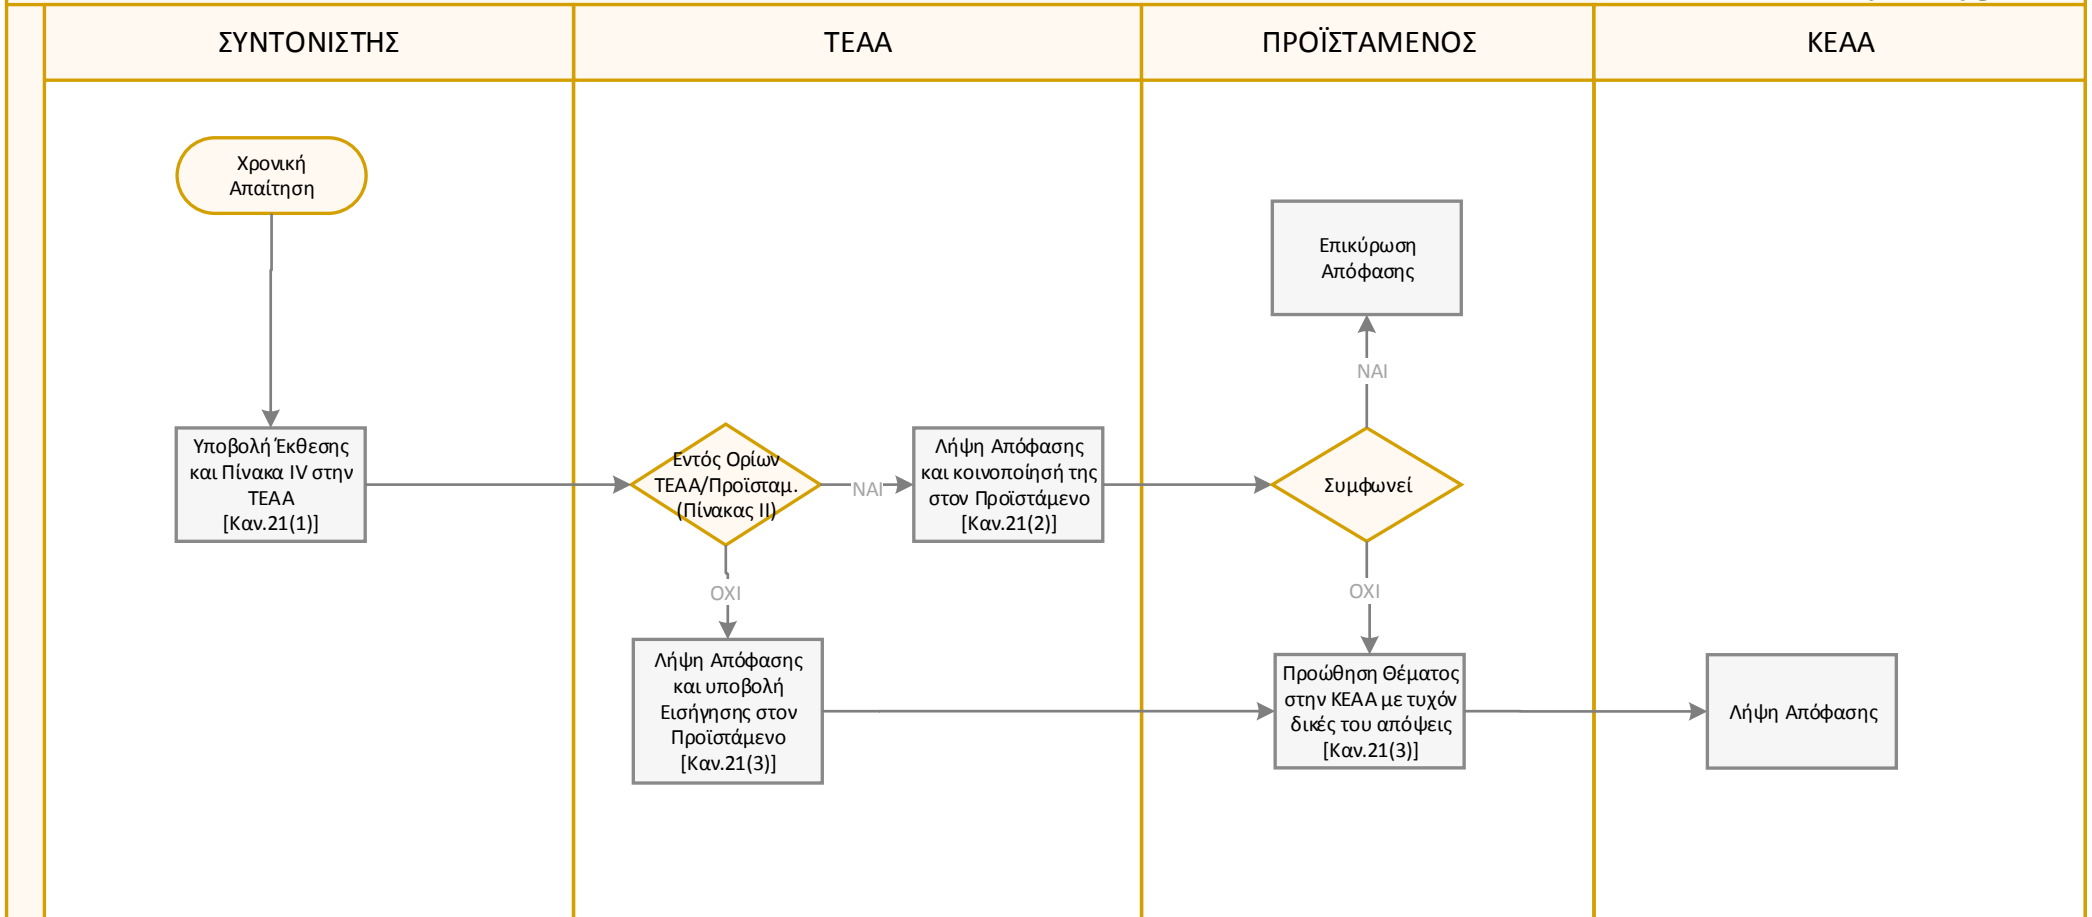 ΣΥΝΤΟΝΙΣΤΗΣ
ΤΕΑΑ
ΠΡΟΪΣΤΑΜΕΝΟΣ
ΚΕΑΑ
Χρονική
Απαίτηση
Υποβολή Έκθεσης
και Πίνακα IV στην
ΤΕΑΑ
[Καν.21(1)]
Εντός Ορίων
ΤΕΑΑ/Προϊσταμ.
(Πίνακας ΙΙ)
ΝΑΙ
ΟΧΙ
Λήψη Απόφασης
και κοινοποίησή της
στον Προϊστάμενο
[Καν.21(2)]
Λήψη Απόφασης
και υποβολή
Εισήγησης στον
Προϊστάμενο
[Καν.21(3)]
Επικύρωση
Απόφασης
ΝΑΙ
Συμφωνεί
ΟΧΙ
Προώθηση Θέματος
στην ΚΕΑΑ με τυχόν
δικές του απόψεις
[Καν.21(3)]
Λήψη Απόφασης